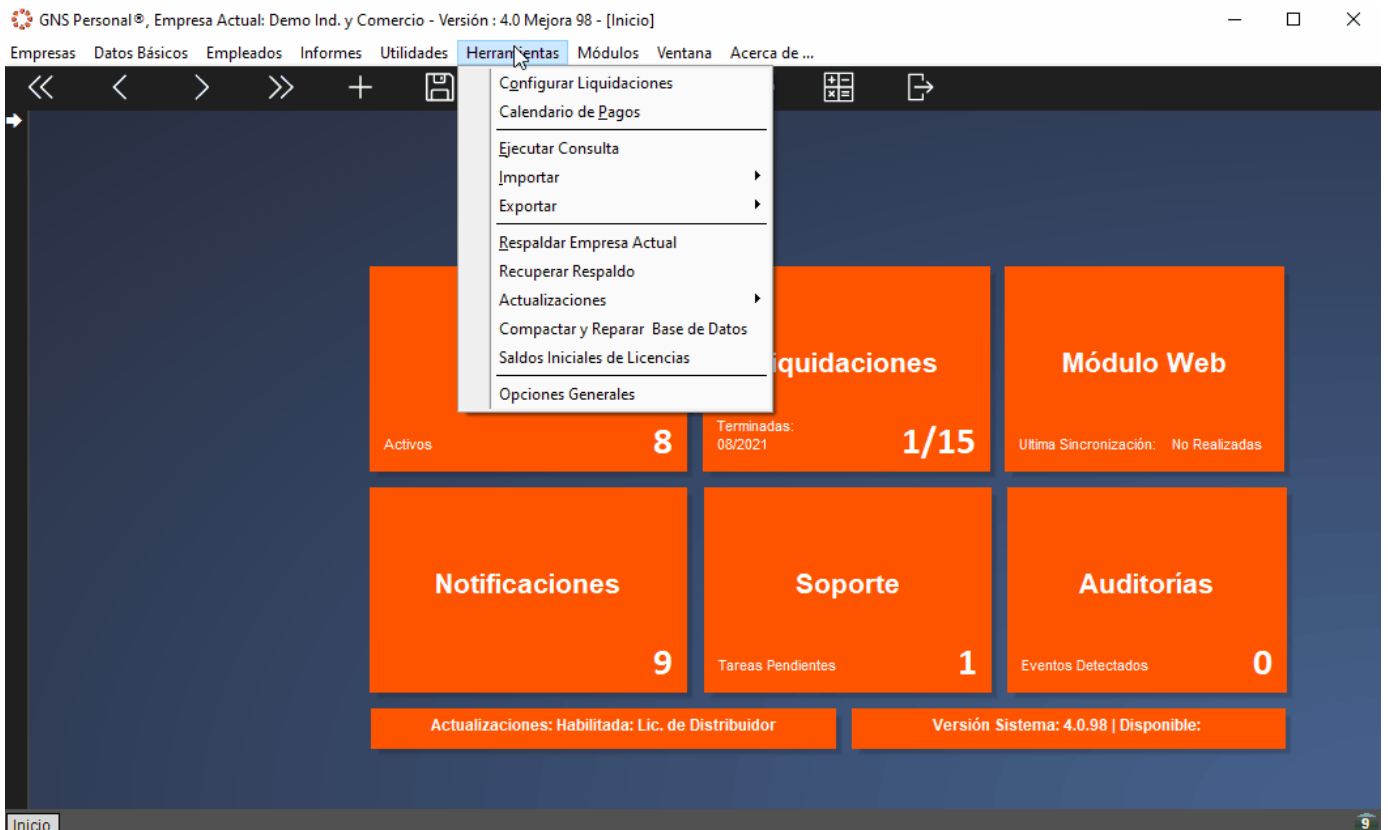 GNS Personal®, Empresa Actual: Demo Ind. y Comercio - Versión : 4.0 Mejora 98 - [Inicio]
Empresas Datos Básicos Empleados Informes Utilidades Herramientas Módulos Ventana Acerca de ...
Configurar Liquidaciones
Calendario de Pagos
Ejecutar Consulta
Importar
Exportar
Respaldar Empresa Actual
Recuperar Respaldo
Actualizaciones
Compactar y Reparar Base de Datos
Saldos Iniciales de Licencias
Opciones Generales
Activos 8
iquidaciones
Terminadas:
08/2021 1/15
Módulo Web
Ultima Sincronización: No Realizadas
Notificaciones
9
Soporte
Tareas Pendientes 1
Auditorías
Eventos Detectados 0
Actualizaciones: Habilitada: Lic. de Distribuidor
Versión Sistema: 4.0.98 | Disponible:
Inicio
9